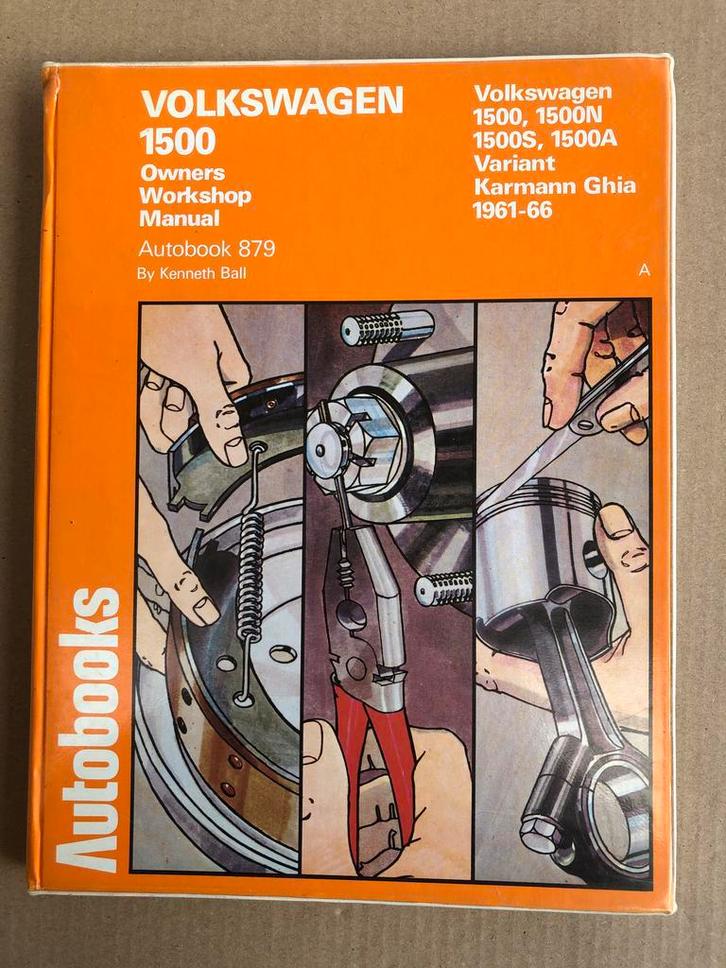 VOLKSWAGEN
1500
Owners
Workshop
Manual
Autobook 879
By Kenneth Ball
Volkswagen
1500, 1500N
1500S, 1500A
Variant
Karmann Ghia
1961-66
A
Autobooks